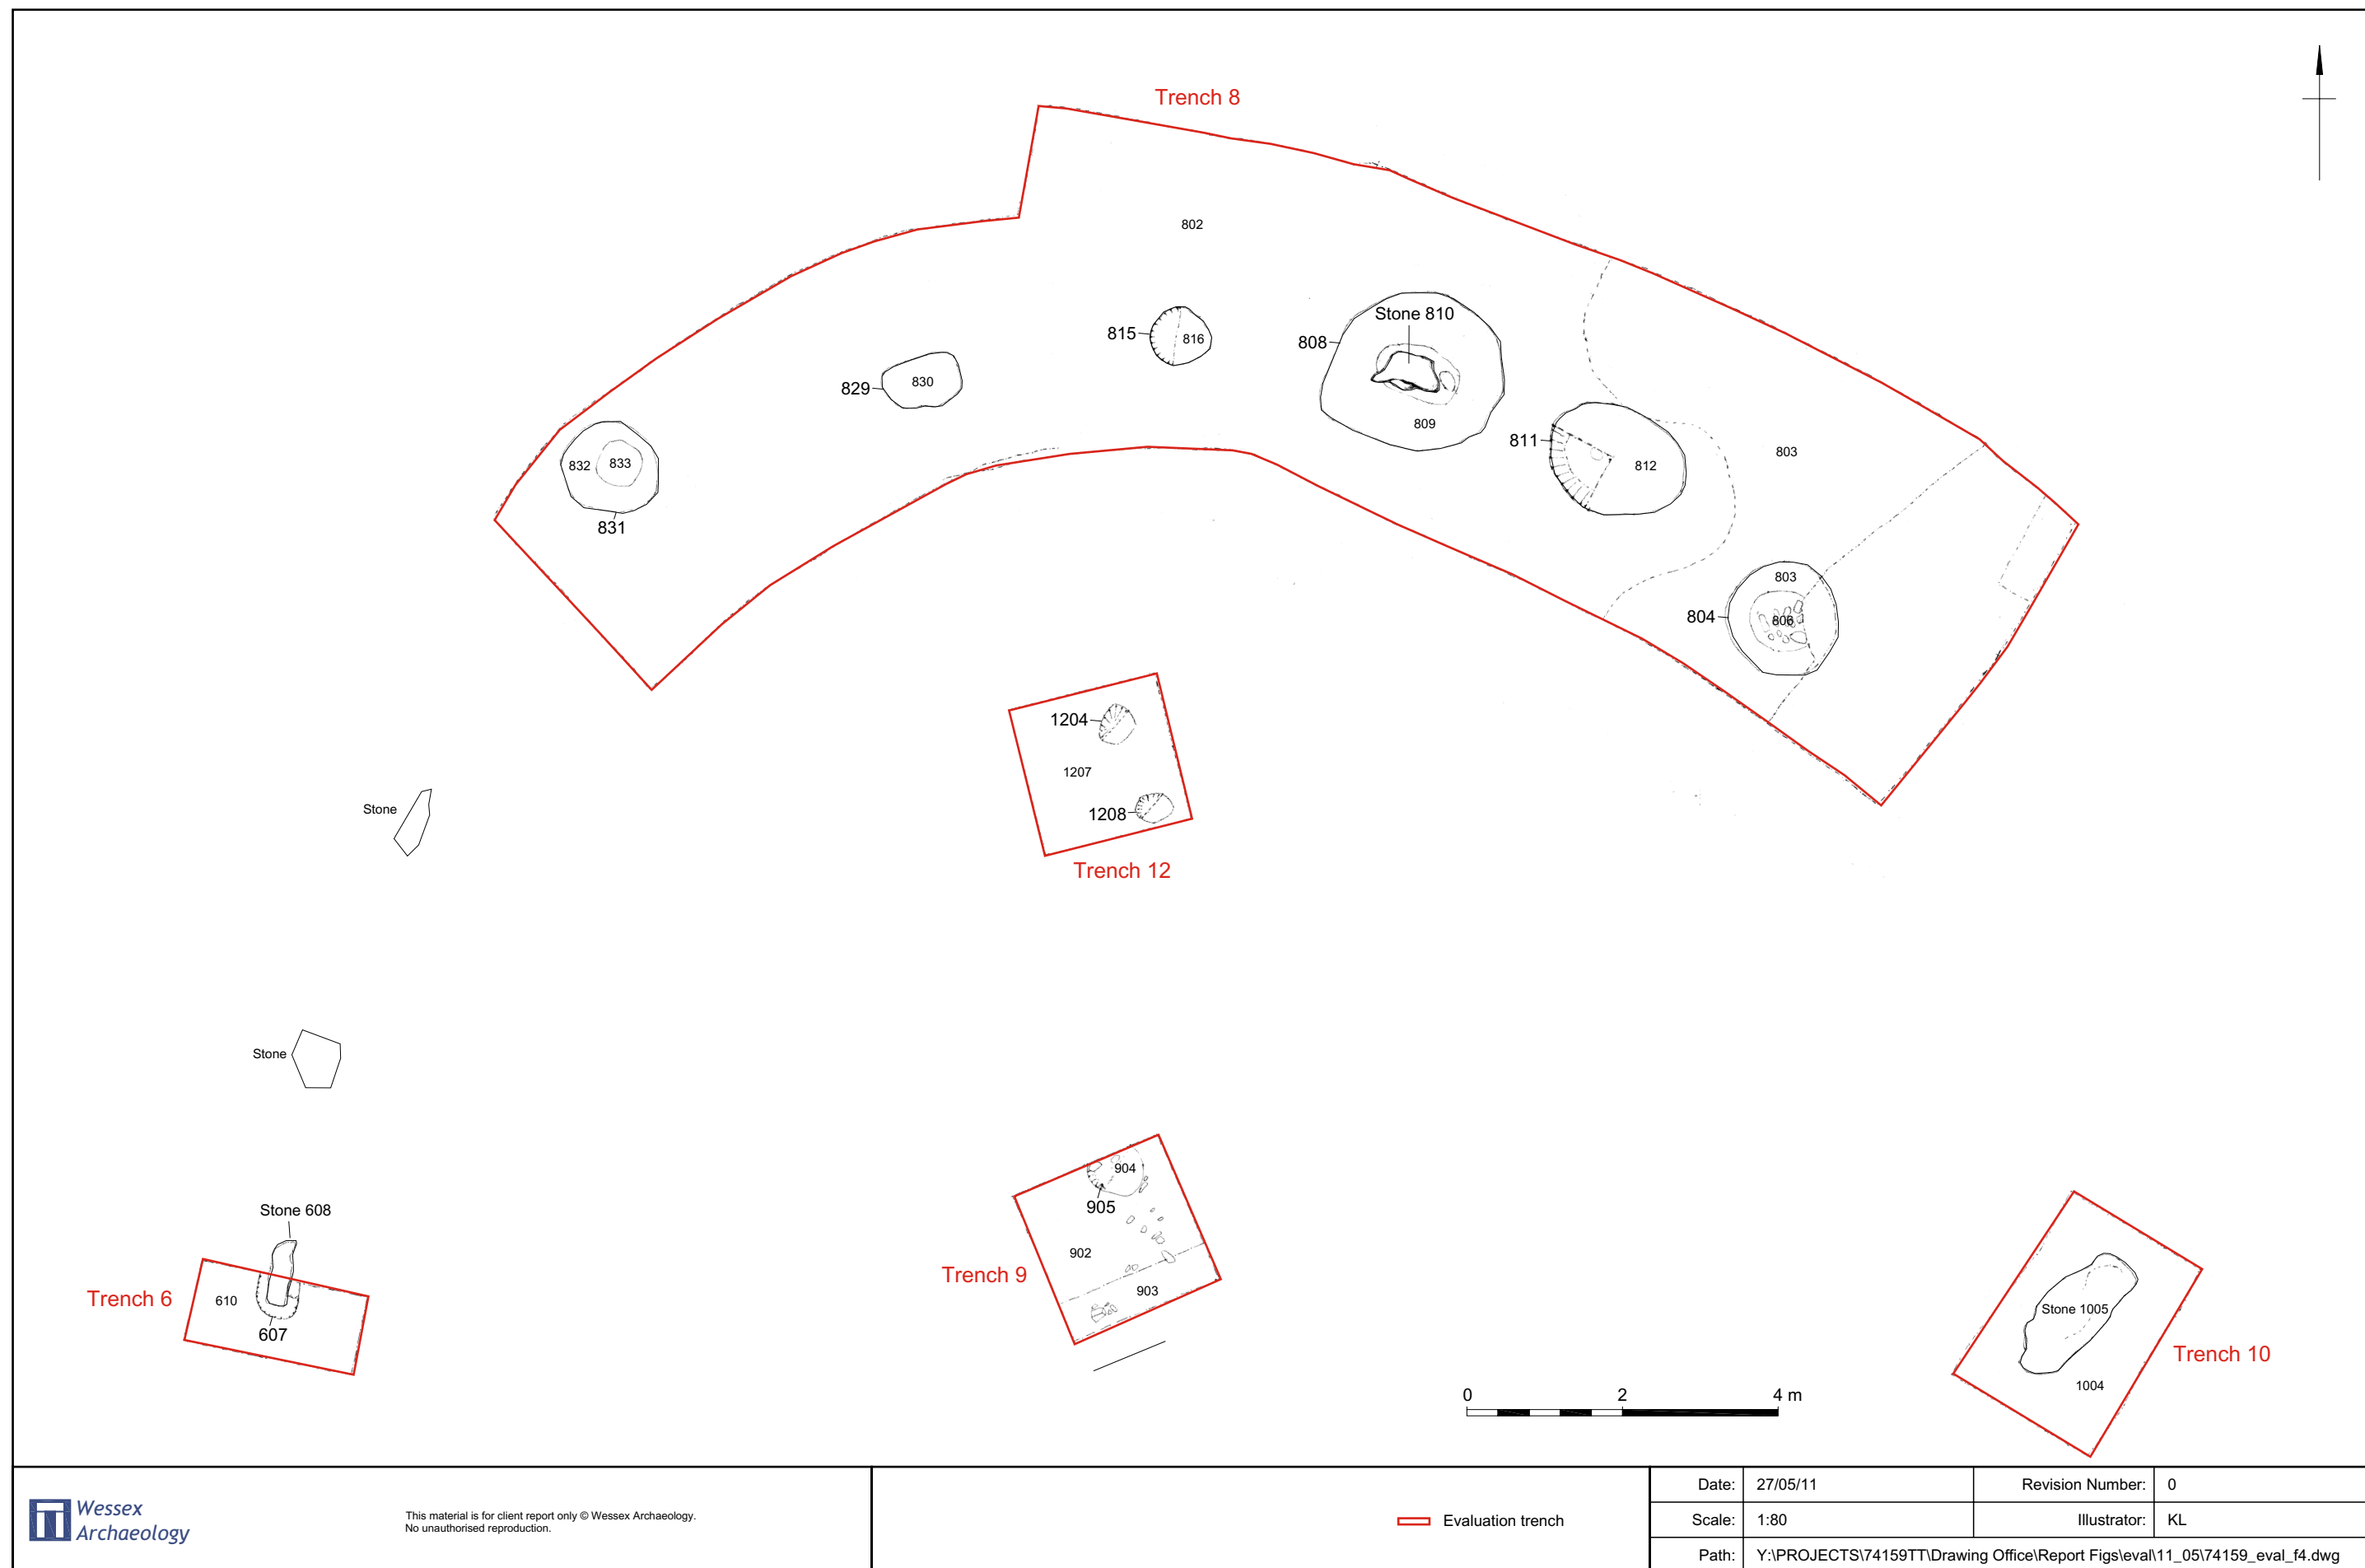 Trench 8
802
Stone 810
815
816
808
829
830
809
811
803
832
833
812
831
803
804
806
1204
1207
Stone
1208
Trench 12
Stone
904
905
Stone 608
902
Trench 9
903
Trench 6
610
607
Stone 1005
Trench 10
1004
0 2 4 m
Wessex
Archaeology
This material is for client report only © Wessex Archaeology.
No unauthorised reproduction.
Evaluation trench
Date: 27/05/11 Revision Number: 0
Scale: 1:80 Illustrator: KL
Path: Y:\PROJECTS\74159TT\Drawing Office\Report Figs\eval\11_05\74159_eval_f4.dwg